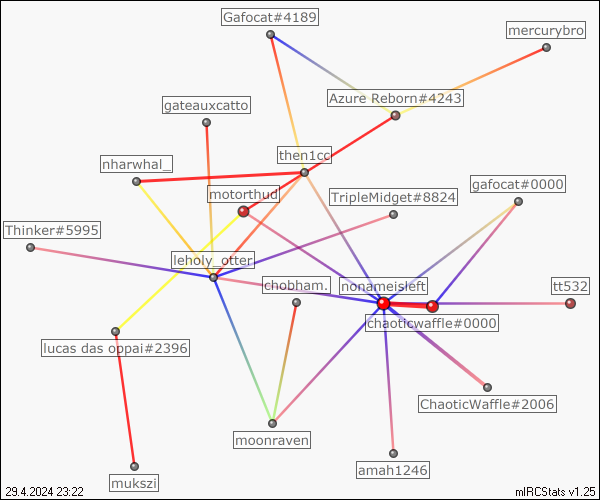 Gafocat#4189
mercurybro
Azure Reborn#4243
gateauxcatto
then1cc
nharwhal_
gafocat#0000
motorthud
TripleMidget#8824
Thinker#5995
leholy_otter
chobham.
nonameisleft
tt532
chaoticwaffle#0000
lucas das oppai#2396
ChaoticWaffle#2006
moonraven
amah1246
mukszi
29.4.2024 23:22
mIRCStats v1.25